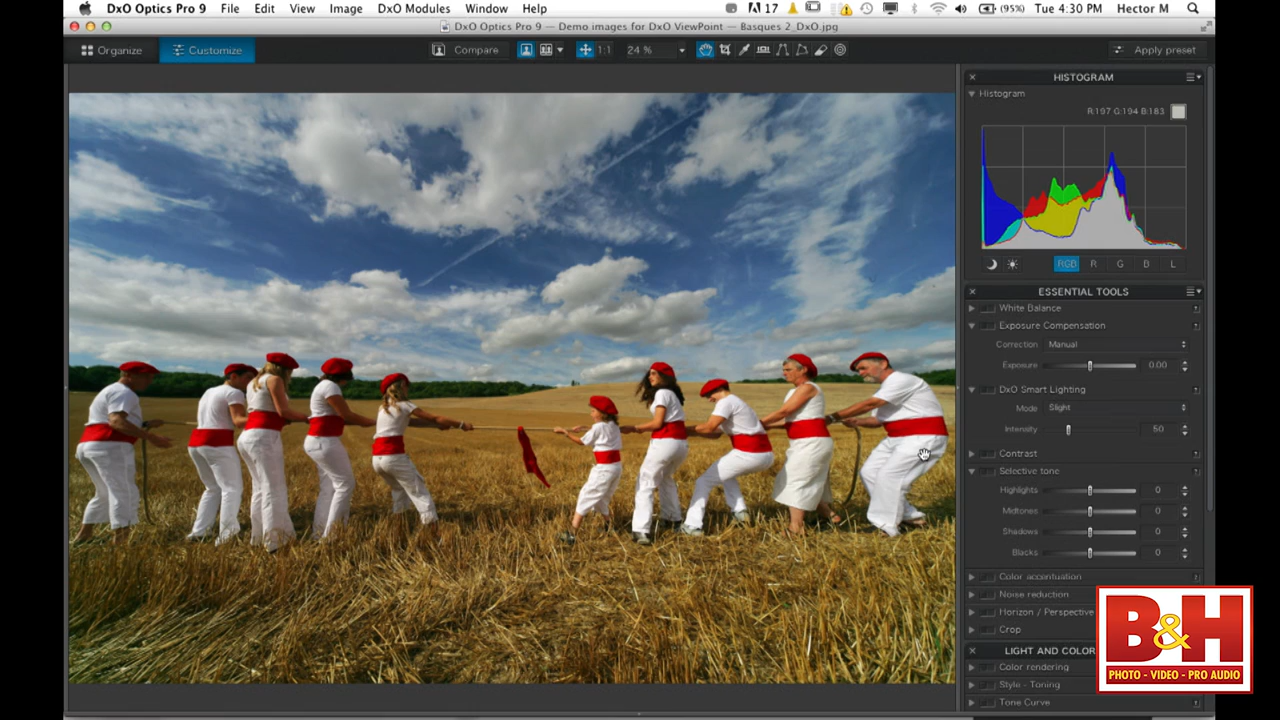 DxO Optics Pro 9 File Edit View Image DxO Modules Window Help 17 (95%) Tue 4:30 PM Hector M
DxO Optics Pro 9 — Demo images for DxO ViewPoint — Basques 2_DxO.jpg
Organize Customize Compare 1:1 24 % Apply preset
HISTOGRAM
Histogram
R:197 G:194 B:183
RGB R G B L
ESSENTIAL TOOLS
White Balance ?
Exposure Compensation ?
Correction Manual
Exposure 0.00
DxO Smart Lighting ?
Mode Slight
Intensity 50
Contrast ?
Selective tone ?
Highlights 0
Midtones 0
Shadows 0
Blacks 0
Color accentuation ?
Noise reduction
Horizon / Perspective
Crop
LIGHT AND COLOR
Color rendering
Style - Toning
Tone Curve
B&H
PHOTO - VIDEO - PRO AUDIO